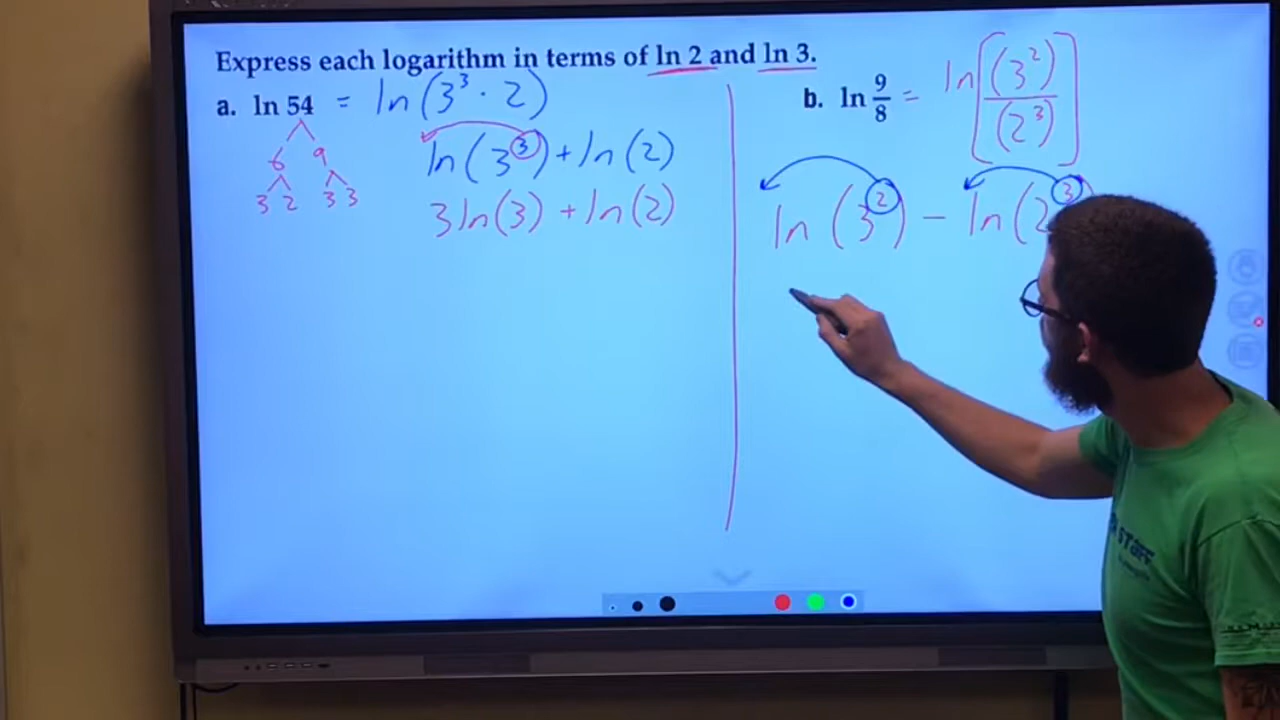 Express each logarithm in terms of ln 2 and ln 3.
a. ln 54 = ln(3³ · 2)
6 9
3 2 3 3
ln(3³) + ln(2)
3ln(3) + ln(2)
b. ln 9/8 = ln[(3²)/(2³)]
ln(3²) − ln(2³
STAFF